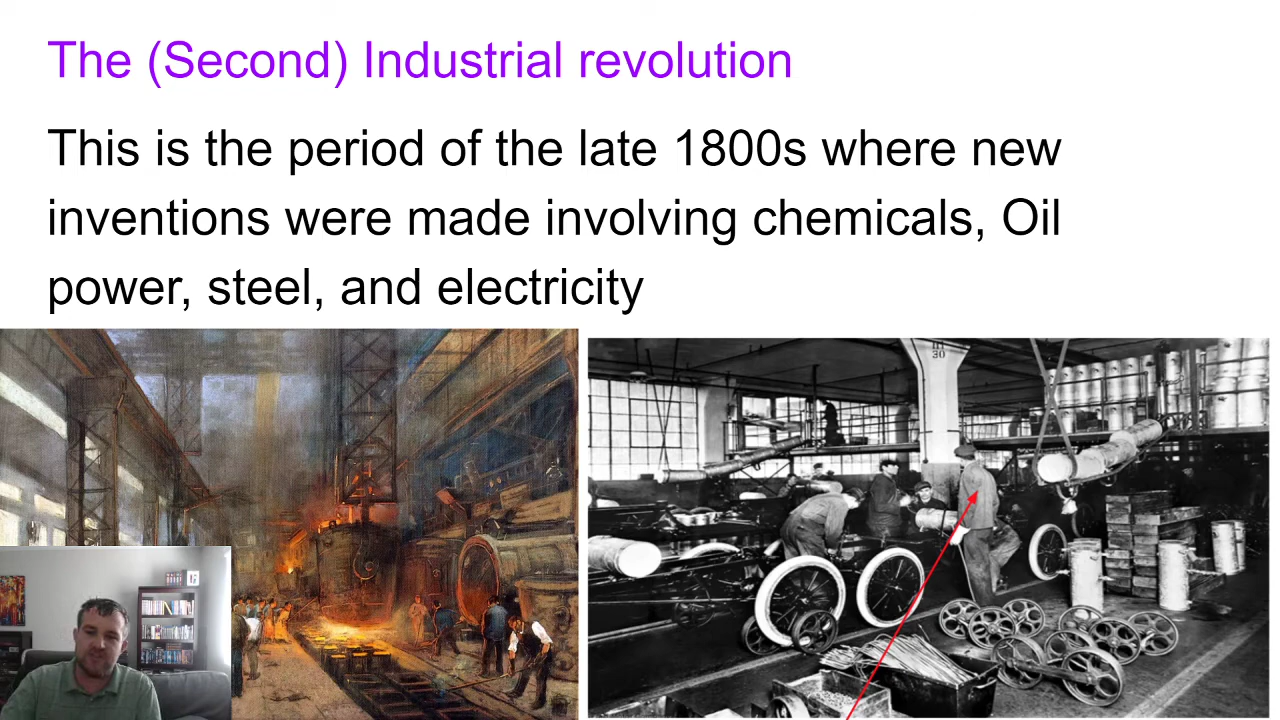 The (Second) Industrial revolution
This is the period of the late 1800s where new
inventions were made involving chemicals, Oil
power, steel, and electricity
30